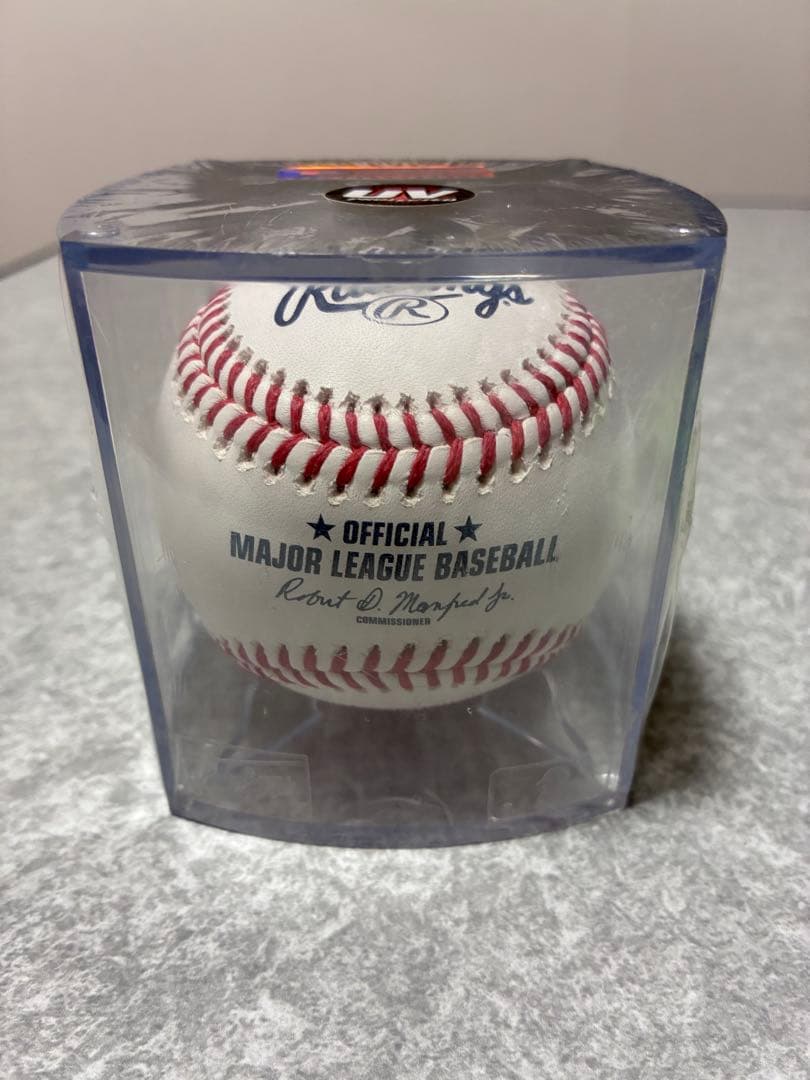 UV
Rawlings
R
★ OFFICIAL ★
MAJOR LEAGUE BASEBALL
Robert D. Manfred Jr.
COMMISSIONER